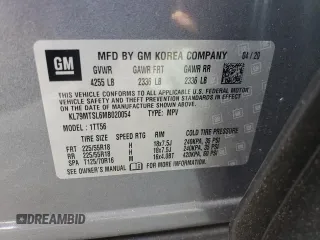 GM
MFD BY GM KOREA COMPANY 04/20
GVWR GAWR FRT GAWR RR
4255 LB 2336 LB 2336 LB
THIS VEHICLE CONFORMS TO ALL APPLICABLE U.S. FEDERAL
MOTOR VEHICLE SAFETY AND THEFT PREVENTION STANDARDS
IN EFFECT ON THE DATE OF MANUFACTURE SHOWN ABOVE.
KL79MTSL6MB020054 TYPE: MPV
MODEL: 1TT56
TIRE SIZE SPEED RTG RIM COLD TIRE PRESSURE
FRT 225/55R18 H 18x7.5J 240KPA, 35 PSI
RR 225/55R18 H 18x7.5J 240KPA, 35 PSI
SPA T125/70R16 M 16x4.00T 420KPA, 60 PSI
SEE OWNER'S MANUAL FOR ADDITIONAL INFORMATION
AUTOBIDMASTER